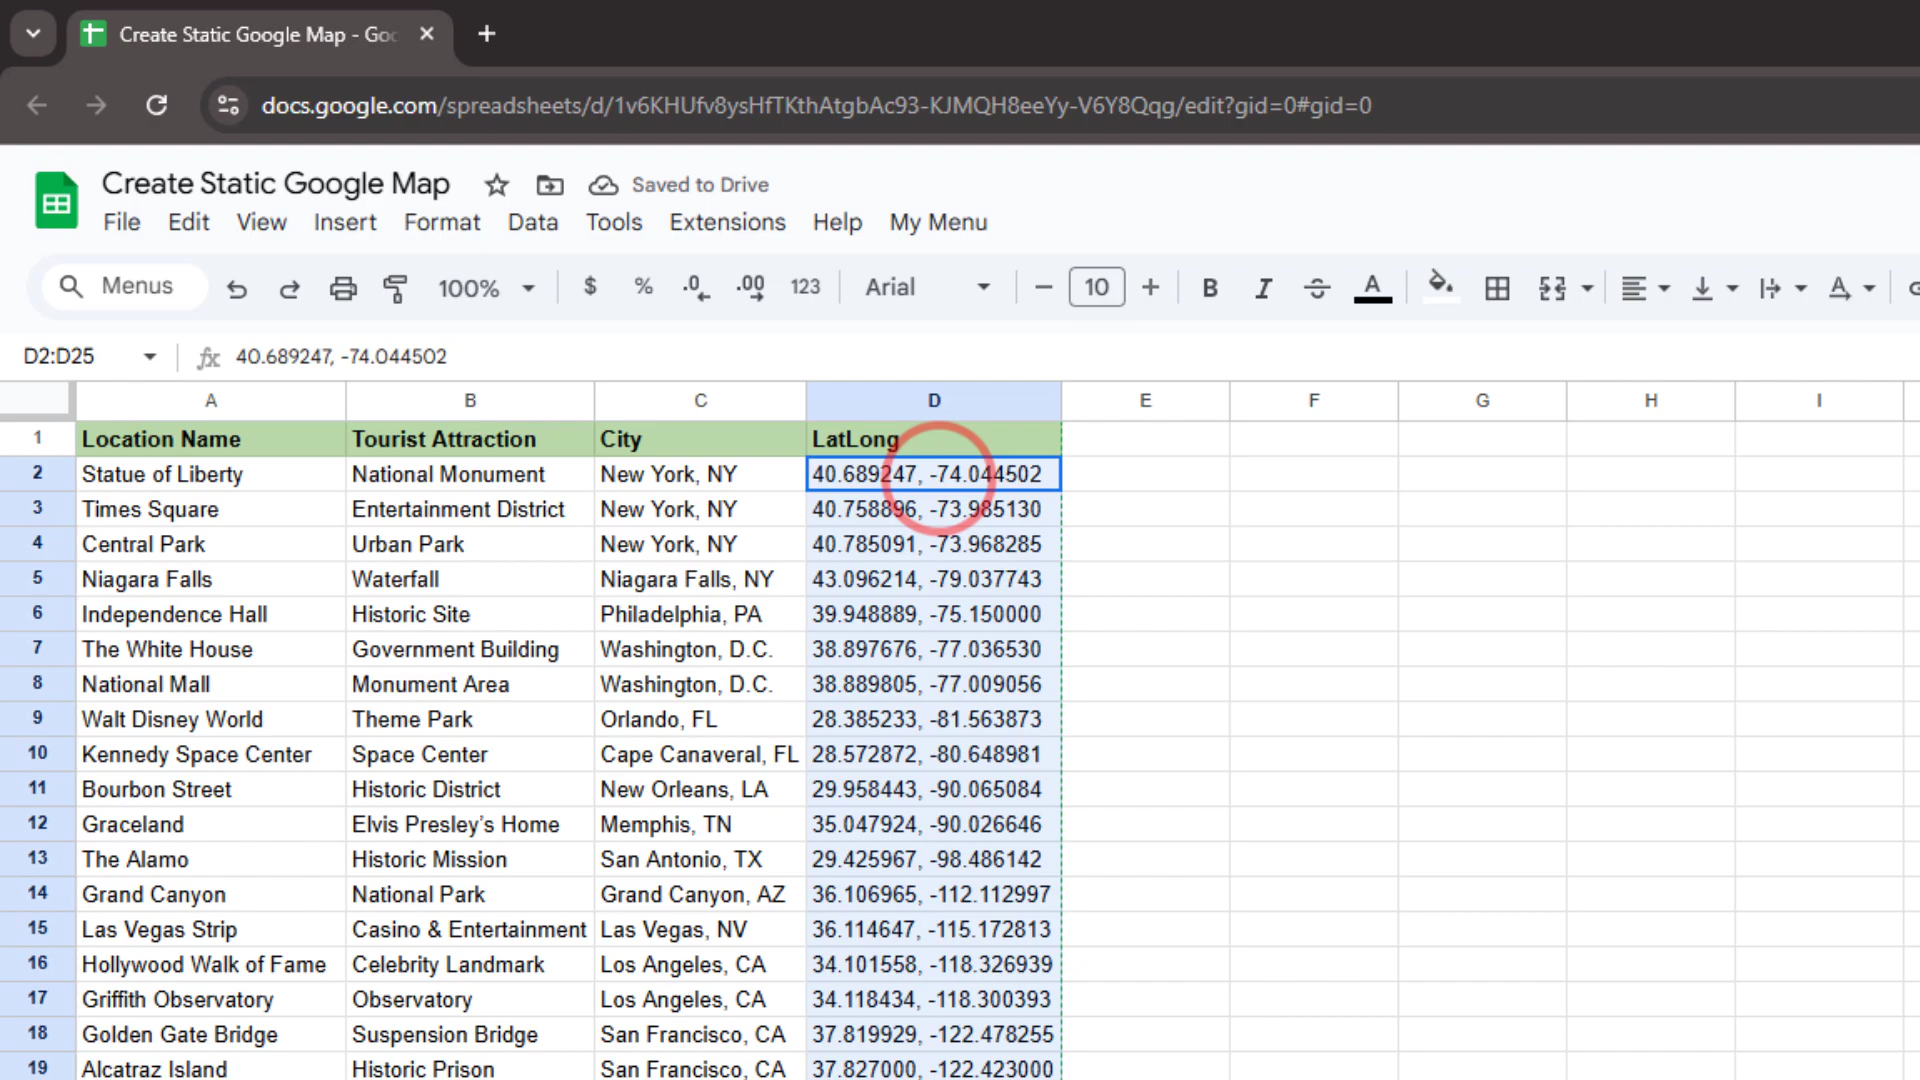 Create Static Google Map - Goo
docs.google.com/spreadsheets/d/1v6KHUfv8ysHfTKthAtgbAc93-KJMQH8eeYy-V6Y8Qqg/edit?gid=0#gid=0
Create Static Google Map Saved to Drive
File Edit View Insert Format Data Tools Extensions Help My Menu
Menus 100% $ % .0 .00 123 Arial 10 B I A A
D2:D25 fx 40.689247, -74.044502
A B C D E F G H I
1 Location Name Tourist Attraction City LatLong
2 Statue of Liberty National Monument New York, NY 40.689247, -74.044502
3 Times Square Entertainment District New York, NY 40.758896, -73.985130
4 Central Park Urban Park New York, NY 40.785091, -73.968285
5 Niagara Falls Waterfall Niagara Falls, NY 43.096214, -79.037743
6 Independence Hall Historic Site Philadelphia, PA 39.948889, -75.150000
7 The White House Government Building Washington, D.C. 38.897676, -77.036530
8 National Mall Monument Area Washington, D.C. 38.889805, -77.009056
9 Walt Disney World Theme Park Orlando, FL 28.385233, -81.563873
10 Kennedy Space Center Space Center Cape Canaveral, FL 28.572872, -80.648981
11 Bourbon Street Historic District New Orleans, LA 29.958443, -90.065084
12 Graceland Elvis Presley’s Home Memphis, TN 35.047924, -90.026646
13 The Alamo Historic Mission San Antonio, TX 29.425967, -98.486142
14 Grand Canyon National Park Grand Canyon, AZ 36.106965, -112.112997
15 Las Vegas Strip Casino & Entertainment Las Vegas, NV 36.114647, -115.172813
16 Hollywood Walk of Fame Celebrity Landmark Los Angeles, CA 34.101558, -118.326939
17 Griffith Observatory Observatory Los Angeles, CA 34.118434, -118.300393
18 Golden Gate Bridge Suspension Bridge San Francisco, CA 37.819929, -122.478255
19 Alcatraz Island Historic Prison San Francisco, CA 37.827000, -122.423000